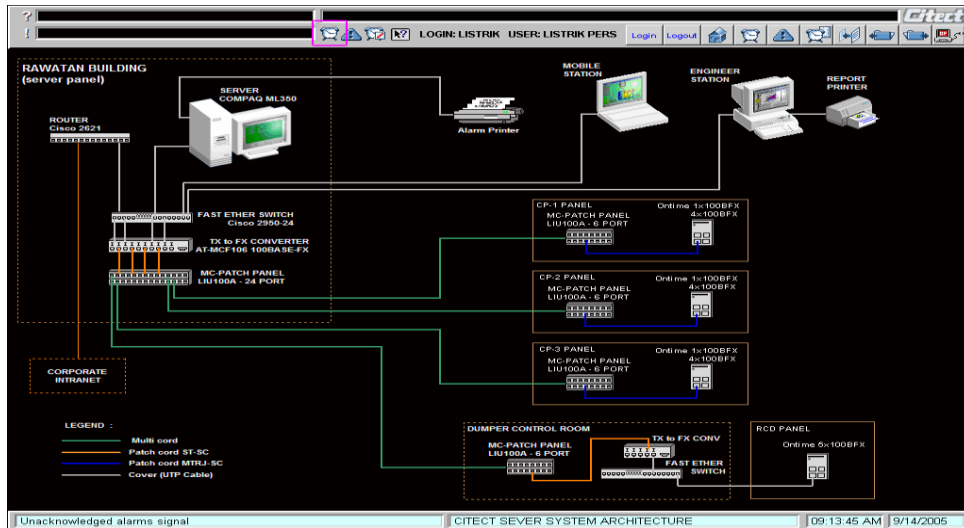 ?
!
Citect
LOGIN: LISTRIK USER: LISTRIK PERS
Login
Logout
RAWATAN BUILDING
(server panel)
SERVER
COMPAQ ML350
ROUTER
Cisco 2621
Alarm Printer
MOBILE
STATION
ENGINEER
STATION
REPORT
PRINTER
FAST ETHER SWITCH
Cisco 2950-24
TX to FX CONVERTER
AT-MCF106 100BASE-FX
MC-PATCH PANEL
LIU100A - 24 PORT
CP-1 PANEL
MC-PATCH PANEL
LIU100A - 6 PORT
Ontime 1x100BFX
4x100BFX
CP-2 PANEL
MC-PATCH PANEL
LIU100A - 6 PORT
Ontime 1x100BFX
4x100BFX
CP-3 PANEL
MC-PATCH PANEL
LIU100A - 6 PORT
Ontime 1x100BFX
4x100BFX
CORPORATE
INTRANET
LEGEND :
Multi cord
Patch cord ST-SC
Patch cord MTRJ-SC
Cover (UTP Cable)
DUMPER CONTROL ROOM
MC-PATCH PANEL
LIU100A - 6 PORT
TX to FX CONV
FAST ETHER
SWITCH
RCD PANEL
Ontime 5x100BFX
Unacknowledged alarms signal
CITECT SEVER SYSTEM ARCHITECTURE
09:13:45 AM
9/14/2005